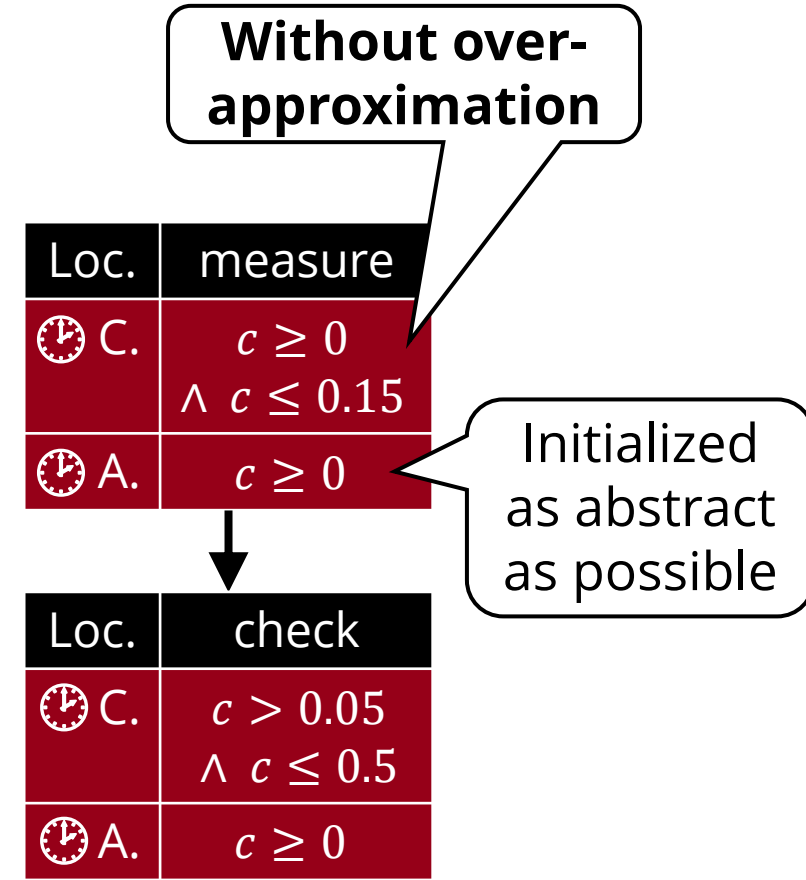 Without over-
approximation
Loc. measure
C. c ≥ 0
∧ c ≤ 0.15
A. c ≥ 0
Initialized
as abstract
as possible
Loc. check
C. c > 0.05
∧ c ≤ 0.5
A. c ≥ 0